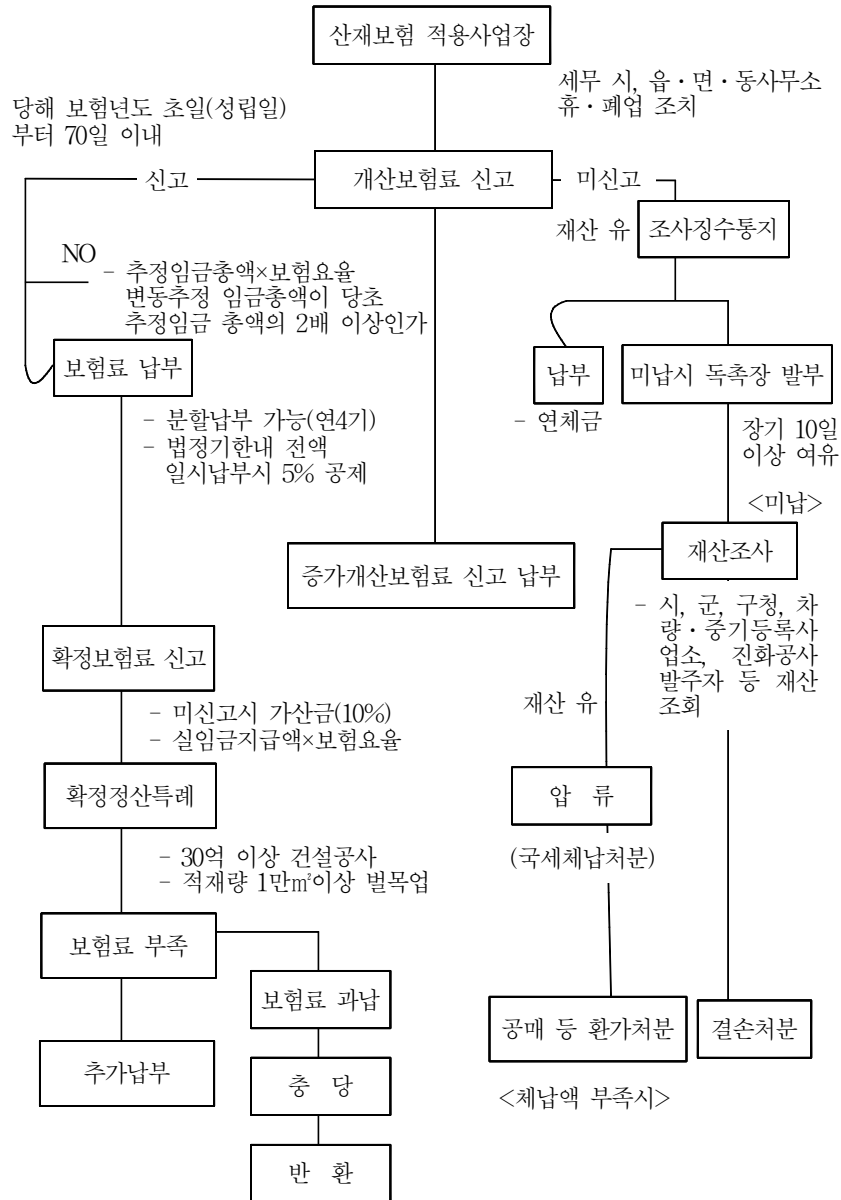 산재보험 적용사업장
세무 시, 읍・면・동사무소
휴・폐업 조치
당해 보험년도 초일(성립일)
부터 70일 이내
신고
개산보험료 신고
미신고
재산 유
조사징수통지
NO
- 추정임금총액×보험요율
변동추정 임금총액이 당초
추정임금 총액의 2배 이상인가
보험료 납부
납부
미납시 독촉장 발부
- 분할납부 가능(연4기)
- 법정기한내 전액
일시납부시 5% 공제
- 연체금
장기 10일
이상 여유
<미납>
재산조사
증가개산보험료 신고 납부
- 시, 군, 구청, 차
량・중기등록사
업소, 진화공사
발주자 등 재산
조회
확정보험료 신고
재산 유
- 미신고시 가산금(10%)
- 실임금지급액×보험요율
확정정산특례
압 류
- 30억 이상 건설공사
- 적재량 1만㎥이상 벌목업
(국세체납처분)
보험료 부족
보험료 과납
공매 등 환가처분
결손처분
추가납부
충 당
<체납액 부족시>
반 환